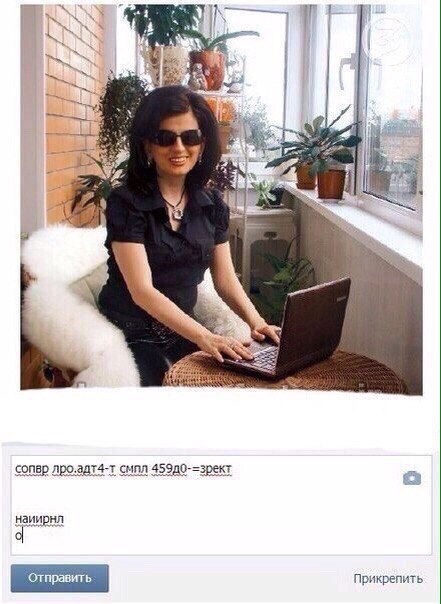 сопвр лро.адт4-т смпл 459д0-=зрект
наиирнл
о
Отправить
Прикрепить